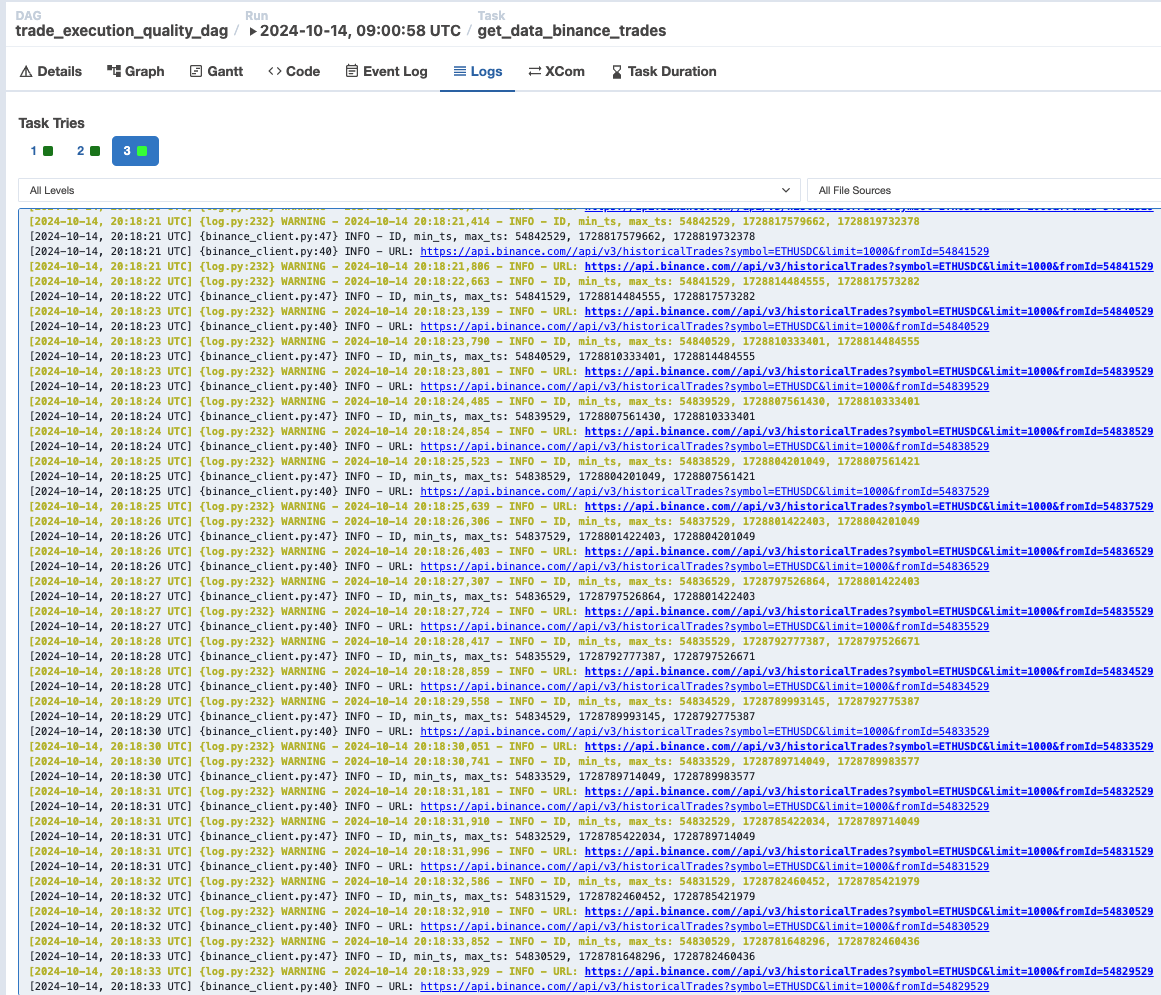 DAG
trade_execution_quality_dag
Run
2024-10-14, 09:00:58 UTC
Task
get_data_binance_trades
/
/
Details
Graph
Gantt
Code
Event Log
Logs
XCom
Task Duration
Task Tries
1
2
3
All Levels
All File Sources
[2024-10-14, 20:18:21 UTC] {log.py:232} WARNING - 2024-10-14 20:18:21,414 - INFO - ID, min_ts, max_ts: 54842529, 1728817579662, 1728819732378
[2024-10-14, 20:18:21 UTC] {binance_client.py:47} INFO - ID, min_ts, max_ts: 54842529, 1728817579662, 1728819732378
[2024-10-14, 20:18:21 UTC] {binance_client.py:40} INFO - URL: https://api.binance.com//api/v3/historicalTrades?symbol=ETHUSDC&limit=1000&fromId=54841529
[2024-10-14, 20:18:21 UTC] {log.py:232} WARNING - 2024-10-14 20:18:21,806 - INFO - URL: https://api.binance.com//api/v3/historicalTrades?symbol=ETHUSDC&limit=1000&fromId=54841529
[2024-10-14, 20:18:22 UTC] {log.py:232} WARNING - 2024-10-14 20:18:22,663 - INFO - ID, min_ts, max_ts: 54841529, 1728814484555, 1728817573282
[2024-10-14, 20:18:22 UTC] {binance_client.py:47} INFO - ID, min_ts, max_ts: 54841529, 1728814484555, 1728817573282
[2024-10-14, 20:18:23 UTC] {log.py:232} WARNING - 2024-10-14 20:18:23,139 - INFO - URL: https://api.binance.com//api/v3/historicalTrades?symbol=ETHUSDC&limit=1000&fromId=54840529
[2024-10-14, 20:18:23 UTC] {binance_client.py:40} INFO - URL: https://api.binance.com//api/v3/historicalTrades?symbol=ETHUSDC&limit=1000&fromId=54840529
[2024-10-14, 20:18:23 UTC] {log.py:232} WARNING - 2024-10-14 20:18:23,790 - INFO - ID, min_ts, max_ts: 54840529, 1728810333401, 1728814484555
[2024-10-14, 20:18:23 UTC] {binance_client.py:47} INFO - ID, min_ts, max_ts: 54840529, 1728810333401, 1728814484555
[2024-10-14, 20:18:23 UTC] {log.py:232} WARNING - 2024-10-14 20:18:23,801 - INFO - URL: https://api.binance.com//api/v3/historicalTrades?symbol=ETHUSDC&limit=1000&fromId=54839529
[2024-10-14, 20:18:23 UTC] {binance_client.py:40} INFO - URL: https://api.binance.com//api/v3/historicalTrades?symbol=ETHUSDC&limit=1000&fromId=54839529
[2024-10-14, 20:18:24 UTC] {log.py:232} WARNING - 2024-10-14 20:18:24,485 - INFO - ID, min_ts, max_ts: 54839529, 1728807561430, 1728810333401
[2024-10-14, 20:18:24 UTC] {binance_client.py:47} INFO - ID, min_ts, max_ts: 54839529, 1728807561430, 1728810333401
[2024-10-14, 20:18:24 UTC] {log.py:232} WARNING - 2024-10-14 20:18:24,854 - INFO - URL: https://api.binance.com//api/v3/historicalTrades?symbol=ETHUSDC&limit=1000&fromId=54838529
[2024-10-14, 20:18:24 UTC] {binance_client.py:40} INFO - URL: https://api.binance.com//api/v3/historicalTrades?symbol=ETHUSDC&limit=1000&fromId=54838529
[2024-10-14, 20:18:25 UTC] {log.py:232} WARNING - 2024-10-14 20:18:25,523 - INFO - ID, min_ts, max_ts: 54838529, 1728804201049, 1728807561421
[2024-10-14, 20:18:25 UTC] {binance_client.py:47} INFO - ID, min_ts, max_ts: 54838529, 1728804201049, 1728807561421
[2024-10-14, 20:18:25 UTC] {binance_client.py:40} INFO - URL: https://api.binance.com//api/v3/historicalTrades?symbol=ETHUSDC&limit=1000&fromId=54837529
[2024-10-14, 20:18:25 UTC] {log.py:232} WARNING - 2024-10-14 20:18:25,639 - INFO - URL: https://api.binance.com//api/v3/historicalTrades?symbol=ETHUSDC&limit=1000&fromId=54837529
[2024-10-14, 20:18:26 UTC] {log.py:232} WARNING - 2024-10-14 20:18:26,306 - INFO - ID, min_ts, max_ts: 54837529, 1728801422403, 1728804201049
[2024-10-14, 20:18:26 UTC] {binance_client.py:47} INFO - ID, min_ts, max_ts: 54837529, 1728801422403, 1728804201049
[2024-10-14, 20:18:26 UTC] {log.py:232} WARNING - 2024-10-14 20:18:26,403 - INFO - URL: https://api.binance.com//api/v3/historicalTrades?symbol=ETHUSDC&limit=1000&fromId=54836529
[2024-10-14, 20:18:26 UTC] {binance_client.py:40} INFO - URL: https://api.binance.com//api/v3/historicalTrades?symbol=ETHUSDC&limit=1000&fromId=54836529
[2024-10-14, 20:18:27 UTC] {log.py:232} WARNING - 2024-10-14 20:18:27,307 - INFO - ID, min_ts, max_ts: 54836529, 1728797526864, 1728801422403
[2024-10-14, 20:18:27 UTC] {binance_client.py:47} INFO - ID, min_ts, max_ts: 54836529, 1728797526864, 1728801422403
[2024-10-14, 20:18:27 UTC] {log.py:232} WARNING - 2024-10-14 20:18:27,724 - INFO - URL: https://api.binance.com//api/v3/historicalTrades?symbol=ETHUSDC&limit=1000&fromId=54835529
[2024-10-14, 20:18:27 UTC] {binance_client.py:40} INFO - URL: https://api.binance.com//api/v3/historicalTrades?symbol=ETHUSDC&limit=1000&fromId=54835529
[2024-10-14, 20:18:28 UTC] {log.py:232} WARNING - 2024-10-14 20:18:28,417 - INFO - ID, min_ts, max_ts: 54835529, 1728792777387, 1728797526671
[2024-10-14, 20:18:28 UTC] {binance_client.py:47} INFO - ID, min_ts, max_ts: 54835529, 1728792777387, 1728797526671
[2024-10-14, 20:18:28 UTC] {log.py:232} WARNING - 2024-10-14 20:18:28,859 - INFO - URL: https://api.binance.com//api/v3/historicalTrades?symbol=ETHUSDC&limit=1000&fromId=54834529
[2024-10-14, 20:18:28 UTC] {binance_client.py:40} INFO - URL: https://api.binance.com//api/v3/historicalTrades?symbol=ETHUSDC&limit=1000&fromId=54834529
[2024-10-14, 20:18:29 UTC] {log.py:232} WARNING - 2024-10-14 20:18:29,558 - INFO - ID, min_ts, max_ts: 54834529, 1728789993145, 1728792775387
[2024-10-14, 20:18:29 UTC] {binance_client.py:47} INFO - ID, min_ts, max_ts: 54834529, 1728789993145, 1728792775387
[2024-10-14, 20:18:30 UTC] {binance_client.py:40} INFO - URL: https://api.binance.com//api/v3/historicalTrades?symbol=ETHUSDC&limit=1000&fromId=54833529
[2024-10-14, 20:18:30 UTC] {log.py:232} WARNING - 2024-10-14 20:18:30,051 - INFO - URL: https://api.binance.com//api/v3/historicalTrades?symbol=ETHUSDC&limit=1000&fromId=54833529
[2024-10-14, 20:18:30 UTC] {log.py:232} WARNING - 2024-10-14 20:18:30,741 - INFO - ID, min_ts, max_ts: 54833529, 1728789714049, 1728789983577
[2024-10-14, 20:18:30 UTC] {binance_client.py:47} INFO - ID, min_ts, max_ts: 54833529, 1728789714049, 1728789983577
[2024-10-14, 20:18:31 UTC] {log.py:232} WARNING - 2024-10-14 20:18:31,181 - INFO - URL: https://api.binance.com//api/v3/historicalTrades?symbol=ETHUSDC&limit=1000&fromId=54832529
[2024-10-14, 20:18:31 UTC] {binance_client.py:40} INFO - URL: https://api.binance.com//api/v3/historicalTrades?symbol=ETHUSDC&limit=1000&fromId=54832529
[2024-10-14, 20:18:31 UTC] {log.py:232} WARNING - 2024-10-14 20:18:31,910 - INFO - ID, min_ts, max_ts: 54832529, 1728785422034, 1728789714049
[2024-10-14, 20:18:31 UTC] {binance_client.py:47} INFO - ID, min_ts, max_ts: 54832529, 1728785422034, 1728789714049
[2024-10-14, 20:18:31 UTC] {log.py:232} WARNING - 2024-10-14 20:18:31,996 - INFO - URL: https://api.binance.com//api/v3/historicalTrades?symbol=ETHUSDC&limit=1000&fromId=54831529
[2024-10-14, 20:18:31 UTC] {binance_client.py:40} INFO - URL: https://api.binance.com//api/v3/historicalTrades?symbol=ETHUSDC&limit=1000&fromId=54831529
[2024-10-14, 20:18:32 UTC] {log.py:232} WARNING - 2024-10-14 20:18:32,586 - INFO - ID, min_ts, max_ts: 54831529, 1728782460452, 1728785421979
[2024-10-14, 20:18:32 UTC] {binance_client.py:47} INFO - ID, min_ts, max_ts: 54831529, 1728782460452, 1728785421979
[2024-10-14, 20:18:32 UTC] {log.py:232} WARNING - 2024-10-14 20:18:32,910 - INFO - URL: https://api.binance.com//api/v3/historicalTrades?symbol=ETHUSDC&limit=1000&fromId=54830529
[2024-10-14, 20:18:32 UTC] {binance_client.py:40} INFO - URL: https://api.binance.com//api/v3/historicalTrades?symbol=ETHUSDC&limit=1000&fromId=54830529
[2024-10-14, 20:18:33 UTC] {log.py:232} WARNING - 2024-10-14 20:18:33,852 - INFO - ID, min_ts, max_ts: 54830529, 1728781648296, 1728782460436
[2024-10-14, 20:18:33 UTC] {binance_client.py:47} INFO - ID, min_ts, max_ts: 54830529, 1728781648296, 1728782460436
[2024-10-14, 20:18:33 UTC] {log.py:232} WARNING - 2024-10-14 20:18:33,929 - INFO - URL: https://api.binance.com//api/v3/historicalTrades?symbol=ETHUSDC&limit=1000&fromId=54829529
[2024-10-14, 20:18:33 UTC] {binance_client.py:40} INFO - URL: https://api.binance.com//api/v3/historicalTrades?symbol=ETHUSDC&limit=1000&fromId=54829529